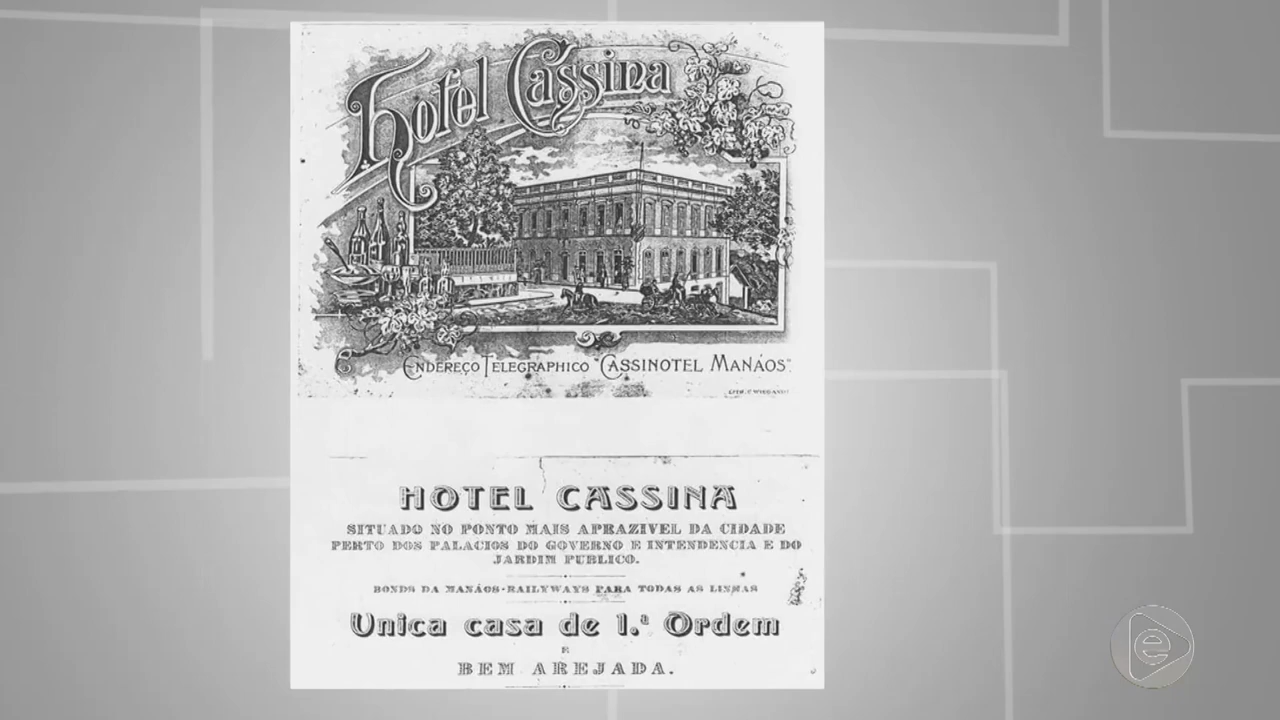 Hotel Cassina
ENDEREÇO TELEGRAPHICO "CASSINOTEL MANÁOS".
HOTEL CASSINA
SITUADO NO PONTO MAIS APRAZIVEL DA CIDADE
PERTO DOS PALACIOS DO GOVERNO E INTENDENCIA E DO
JARDIM PUBLICO.
BONDS DA MANÁOS-RAILYWAYS PARA TODAS AS LINHAS
Unica casa de 1.ª Ordem
E
BEM AREJADA.
e